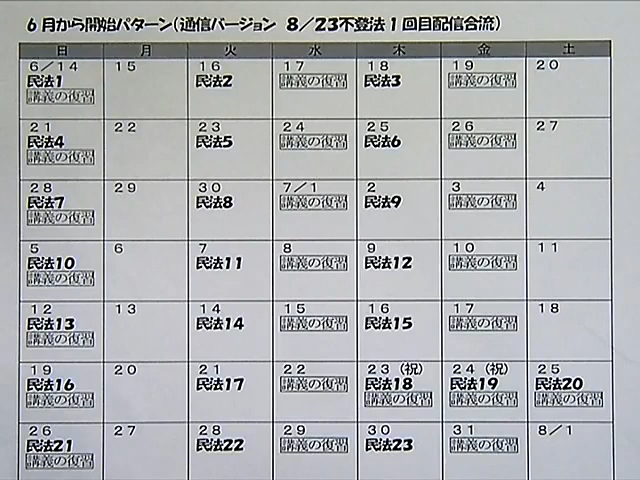 6月から開始パターン(通信バージョン 8/23不登法1回目配信合流)
日 月 火 水 木 金 土
6/14 15 16 17 18 19 20
民法1 民法2 講義の復習 民法3 講義の復習
講義の復習
21 22 23 24 25 26 27
民法4 民法5 講義の復習 民法6 講義の復習
講義の復習
28 29 30 7/1 2 3 4
民法7 民法8 講義の復習 民法9 講義の復習
講義の復習
5 6 7 8 9 10 11
民法10 民法11 講義の復習 民法12 講義の復習
講義の復習
12 13 14 15 16 17 18
民法13 民法14 講義の復習 民法15 講義の復習
講義の復習
19 20 21 22 23(祝) 24(祝) 25
民法16 民法17 講義の復習 民法18 民法19 民法20
講義の復習 講義の復習 講義の復習 講義の復習
26 27 28 29 30 31 8/1
民法21 民法22 講義の復習 民法23 講義の復習
講義の復習